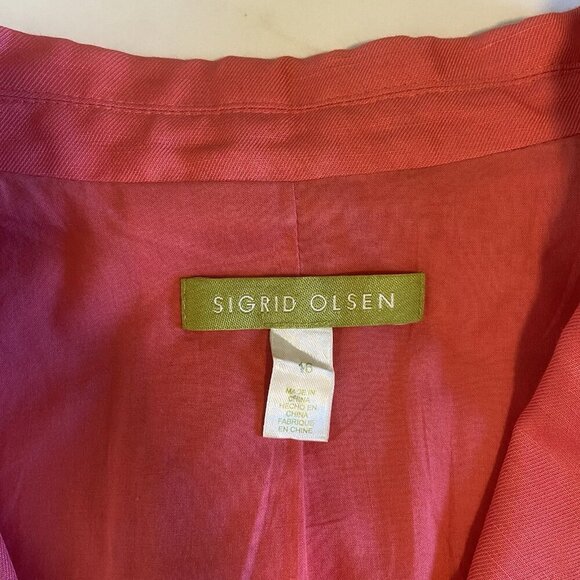 SIGRID OLSEN
16
MADE IN
CHINA
HECHO EN
CHINA
FABRIQUE
EN CHINE